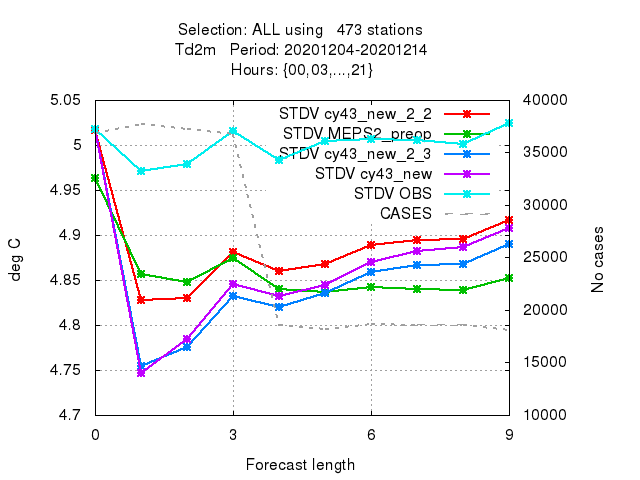 Selection: ALL using   473 stations
Td2m   Period: 20201204-20201214
Hours: {00,03,...,21}
5.05
5
4.95
4.9
4.85
4.8
4.75
4.7
deg C
STDV cy43_new_2_2
STDV MEPS2_preop
STDV cy43_new_2_3
STDV cy43_new
STDV OBS
CASES
40000
35000
30000
25000
20000
15000
10000
No cases
0 3 6 9
Forecast length